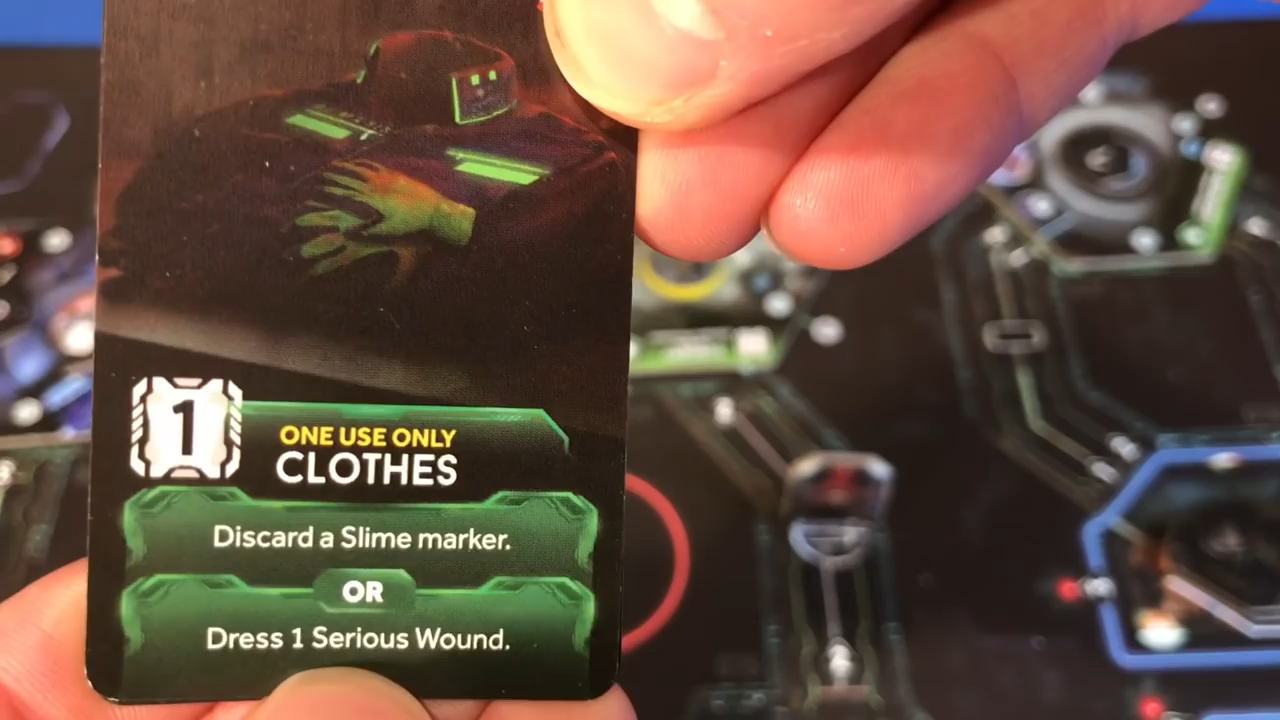 1
ONE USE ONLY
CLOTHES
Discard a Slime marker.
OR
Dress 1 Serious Wound.